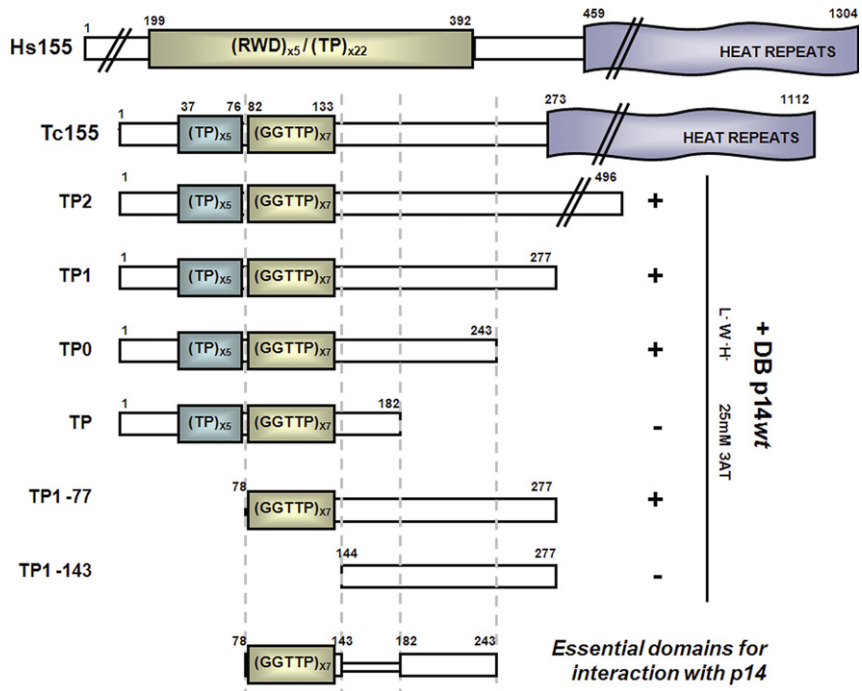 1 199 392 459 1304
Hs155 (RWD)x5/(TP)x22 HEAT REPEATS
1 37 76 82 133 273 1112
Tc155 (TP)x5 (GGTTP)x7 HEAT REPEATS
1 496
TP2 (TP)x5 (GGTTP)x7 +
1 277
TP1 (TP)x5 (GGTTP)x7 +
1 243
TP0 (TP)x5 (GGTTP)x7 +
1 182
TP (TP)x5 (GGTTP)x7 -
78 277
TP1 -77 (GGTTP)x7 +
144 277
TP1 -143 -
+ DB p14wt
L- W -H- 25mM 3AT
78 143 182 243
(GGTTP)x7
Essential domains for
interaction with p14